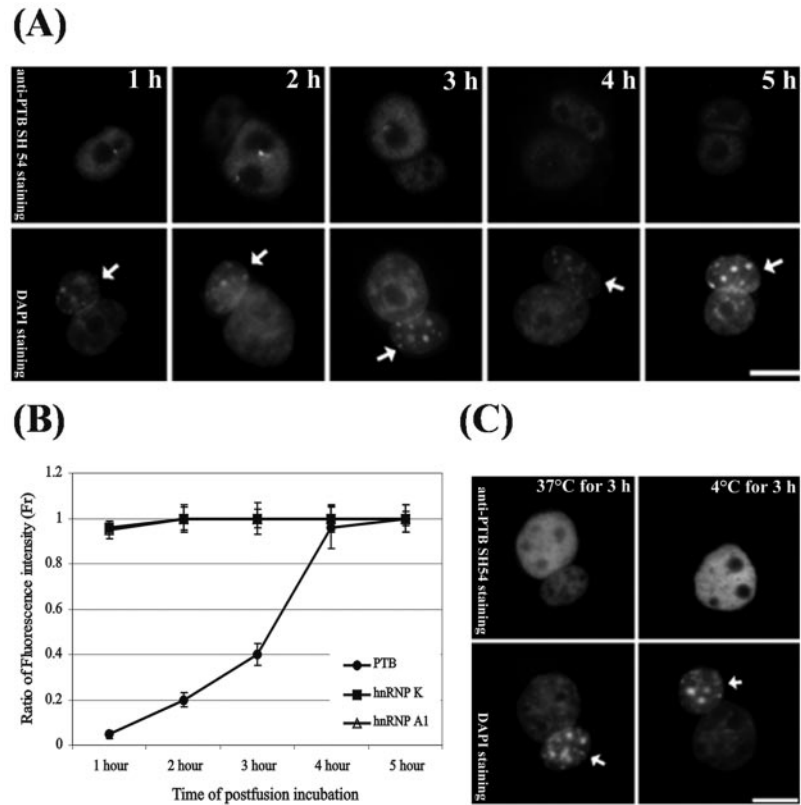 (A)
1 h
2 h
3 h
4 h
5 h
anti-PTB SH 54 staining
DAPI staining
(B)
1.2
1
0.8
0.6
0.4
0.2
0
Ratio of Fluorescence intensity (Fr)
PTB
hnRNP K
hnRNP A1
1 hour
2 hour
3 hour
4 hour
5 hour
Time of postfusion incubation
(C)
37°C for 3 h
4°C for 3 h
anti-PTB SH54 staining
DAPI staining